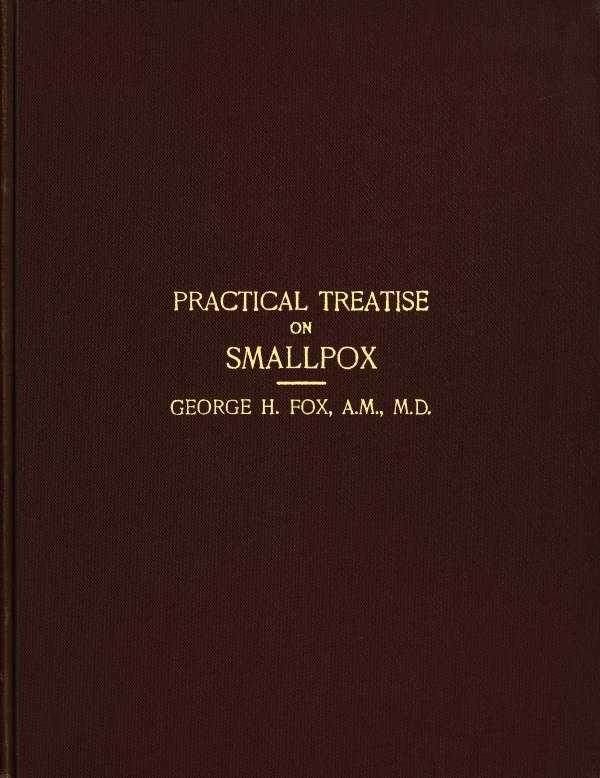 PRACTICAL TREATISE
ON
SMALLPOX
GEORGE H. FOX, A.M., M.D.